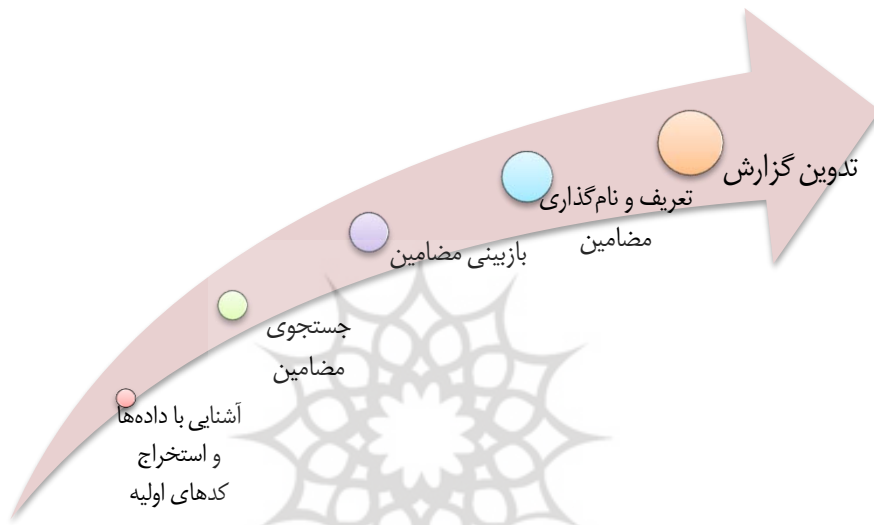 آشنایی با داده‌ها
و استخراج
کدهای اولیه
جستجوی
مضامین
بازبینی مضامین
تعریف و نام‌گذاری
مضامین
تدوین گزارش